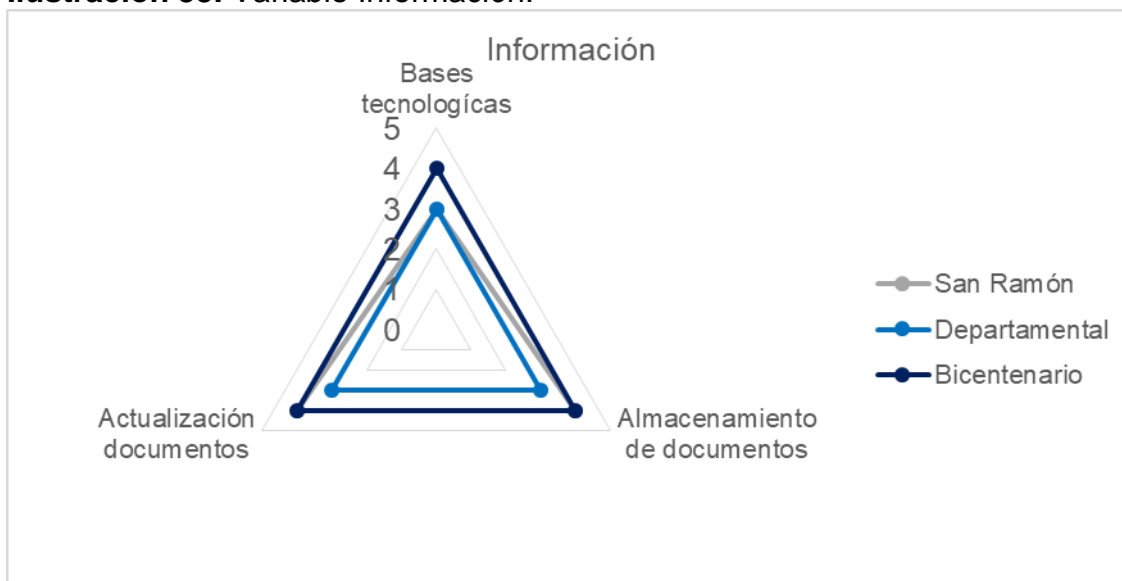 Información
Bases
tecnologícas
5
4
3
2
1
0
Actualización
documentos
Almacenamiento
de documentos
San Ramón
Departamental
Bicentenario